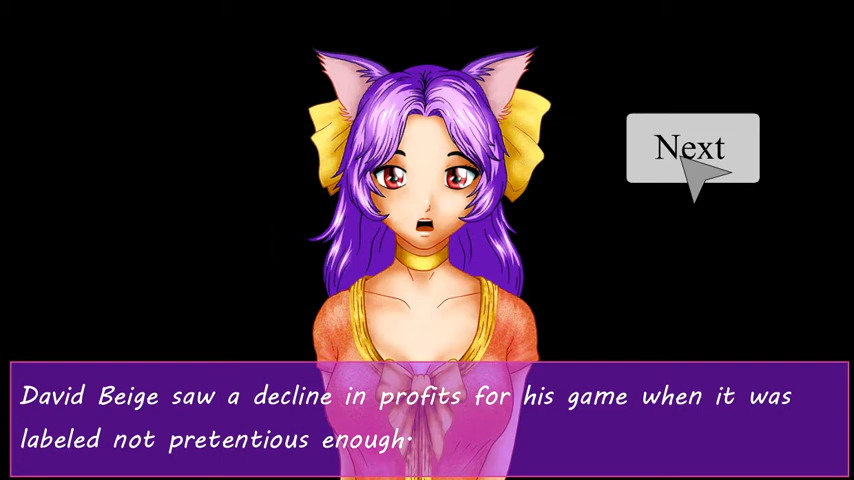 Next
David Beige saw a decline in profits for his game when it was
labeled not pretentious enough.